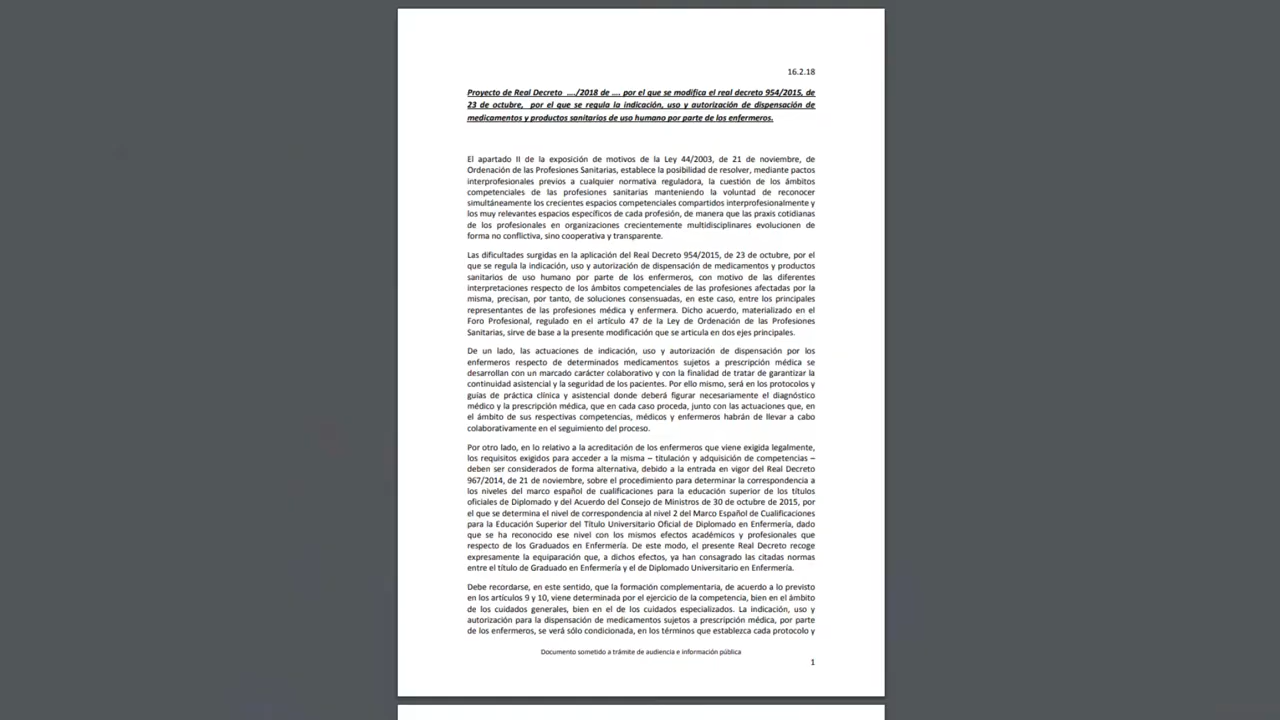 16.2.18
Proyecto de Real Decreto …./2018 de …. por el que se modifica el real decreto 954/2015, de
23 de octubre, por el que se regula la indicación, uso y autorización de dispensación de
medicamentos y productos sanitarios de uso humano por parte de los enfermeros.
El apartado II de la exposición de motivos de la Ley 44/2003, de 21 de noviembre, de
Ordenación de las Profesiones Sanitarias, establece la posibilidad de resolver, mediante pactos
interprofesionales previos a cualquier normativa reguladora, la cuestión de los ámbitos
competenciales de las profesiones sanitarias manteniendo la voluntad de reconocer
simultáneamente los crecientes espacios competenciales compartidos interprofesionalmente y
los muy relevantes espacios específicos de cada profesión, de manera que las praxis cotidianas
de los profesionales en organizaciones crecientemente multidisciplinares evolucionen de
forma no conflictiva, sino cooperativa y transparente.
Las dificultades surgidas en la aplicación del Real Decreto 954/2015, de 23 de octubre, por el
que se regula la indicación, uso y autorización de dispensación de medicamentos y productos
sanitarios de uso humano por parte de los enfermeros, con motivo de las diferentes
interpretaciones respecto de los ámbitos competenciales de las profesiones afectadas por la
misma, precisan, por tanto, de soluciones consensuadas, en este caso, entre los principales
representantes de las profesiones médica y enfermera. Dicho acuerdo, materializado en el
Foro Profesional, regulado en el artículo 47 de la Ley de Ordenación de las Profesiones
Sanitarias, sirve de base a la presente modificación que se articula en dos ejes principales.
De un lado, las actuaciones de indicación, uso y autorización de dispensación por los
enfermeros respecto de determinados medicamentos sujetos a prescripción médica se
desarrollan con un marcado carácter colaborativo y con la finalidad de tratar de garantizar la
continuidad asistencial y la seguridad de los pacientes. Por ello mismo, será en los protocolos y
guías de práctica clínica y asistencial donde deberá figurar necesariamente el diagnóstico
médico y la prescripción médica, que en cada caso proceda, junto con las actuaciones que, en
el ámbito de sus respectivas competencias, médicos y enfermeros habrán de llevar a cabo
colaborativamente en el seguimiento del proceso.
Por otro lado, en lo relativo a la acreditación de los enfermeros que viene exigida legalmente,
los requisitos exigidos para acceder a la misma – titulación y adquisición de competencias –
deben ser considerados de forma alternativa, debido a la entrada en vigor del Real Decreto
967/2014, de 21 de noviembre, sobre el procedimiento para determinar la correspondencia a
los niveles del marco español de cualificaciones para la educación superior de los títulos
oficiales de Diplomado y del Acuerdo del Consejo de Ministros de 30 de octubre de 2015, por
el que se determina el nivel de correspondencia al nivel 2 del Marco Español de Cualificaciones
para la Educación Superior del Título Universitario Oficial de Diplomado en Enfermería, dado
que se ha reconocido ese nivel con los mismos efectos académicos y profesionales que
respecto de los Graduados en Enfermería. De este modo, el presente Real Decreto recoge
expresamente la equiparación que, a dichos efectos, ya han consagrado las citadas normas
entre el título de Graduado en Enfermería y el de Diplomado Universitario en Enfermería.
Debe recordarse, en este sentido, que la formación complementaria, de acuerdo a lo previsto
en los artículos 9 y 10, viene determinada por el ejercicio de la competencia, bien en el ámbito
de los cuidados generales, bien en el de los cuidados especializados. La indicación, uso y
autorización para la dispensación de medicamentos sujetos a prescripción médica, por parte
de los enfermeros, se verá sólo condicionada, en los términos que establezca cada protocolo y
Documento sometido a trámite de audiencia e información pública
1